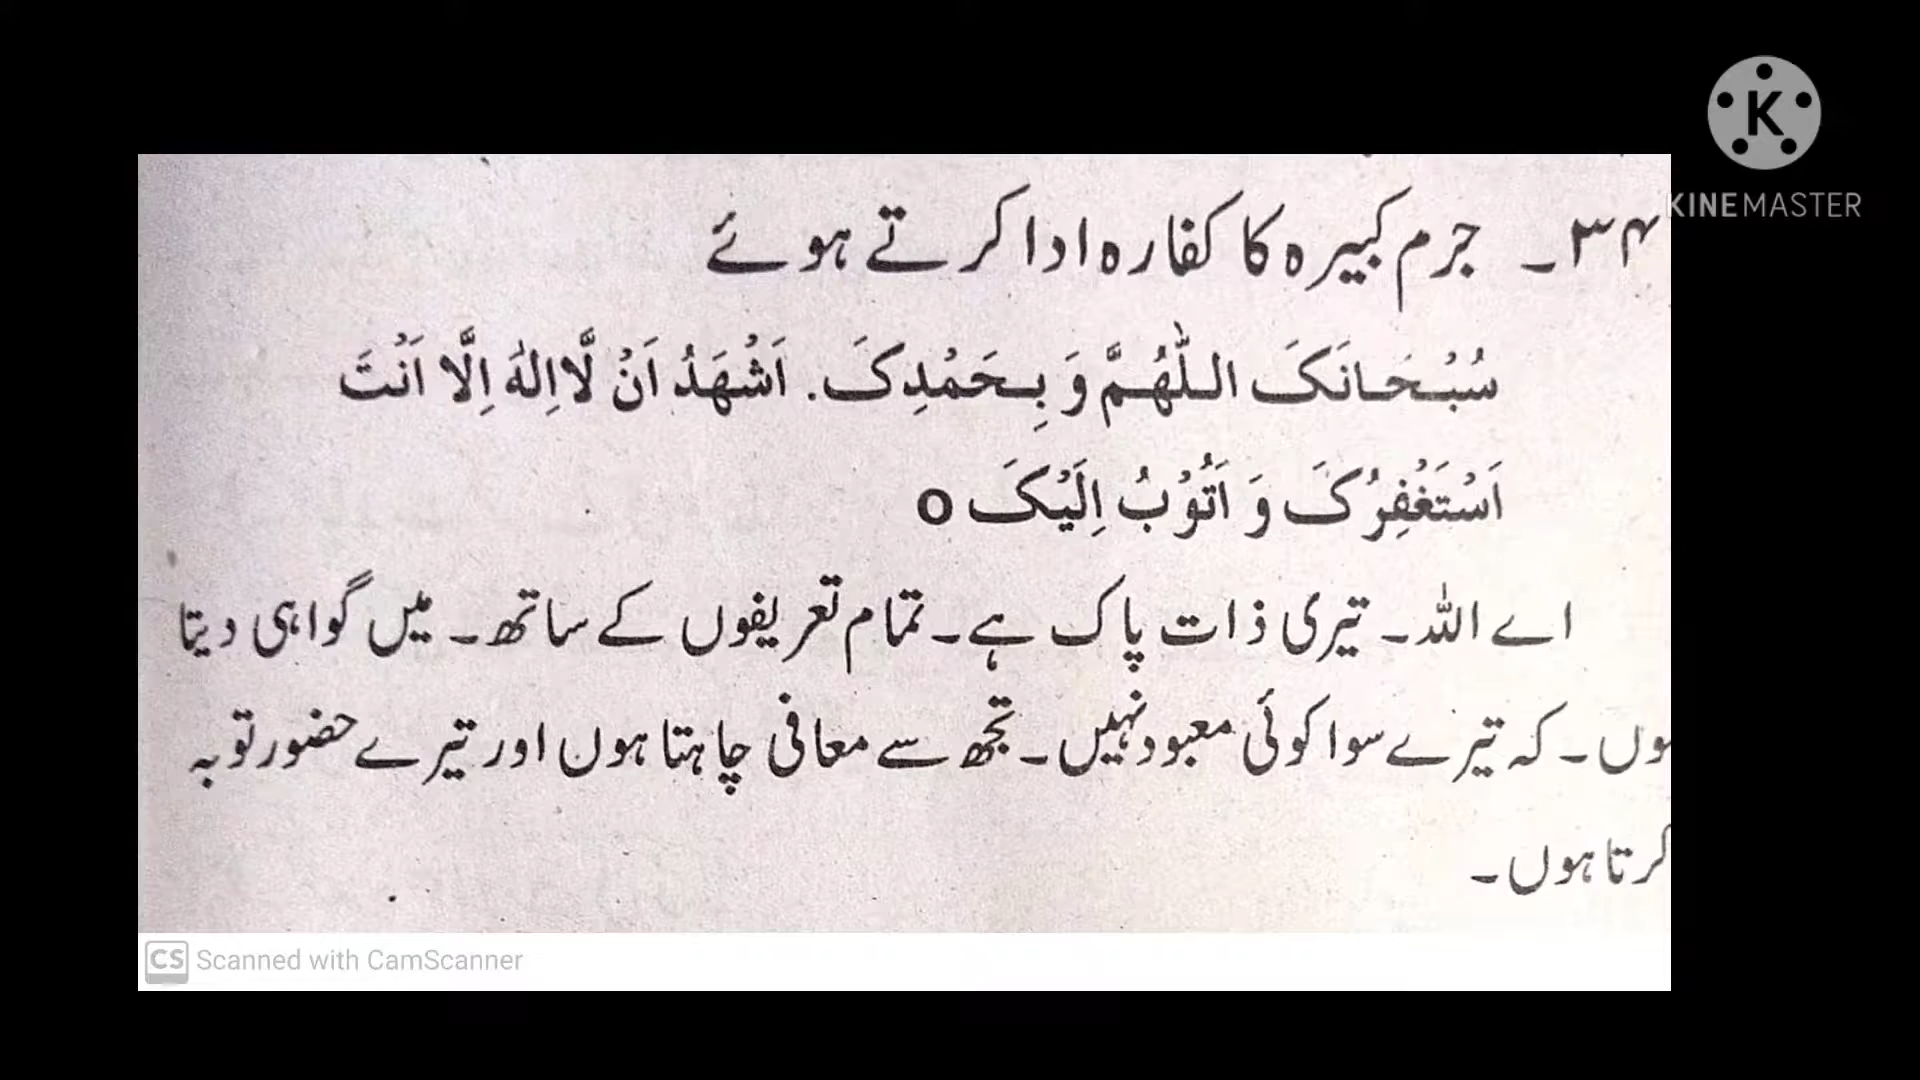 ۳۴۔ جرم کبیرہ کا کفارہ ادا کرتے ہوئے
سُبْحَانَکَ اللّٰهُمَّ وَ بِحَمْدِکَ. اَشْهَدُ اَنْ لَّا اِلٰهَ اِلَّا اَنْتَ
اَسْتَغْفِرُکَ وَ اَتُوْبُ اِلَیْکَ o
اے اللہ۔ تیری ذات پاک ہے۔ تمام تعریفوں کے ساتھ۔ میں گواہی دیتا
ہوں۔ کہ تیرے سوا کوئی معبود نہیں۔ تجھ سے معافی چاہتا ہوں اور تیرے حضور توبہ
کرتا ہوں۔
CS Scanned with CamScanner
K
KINEMASTER